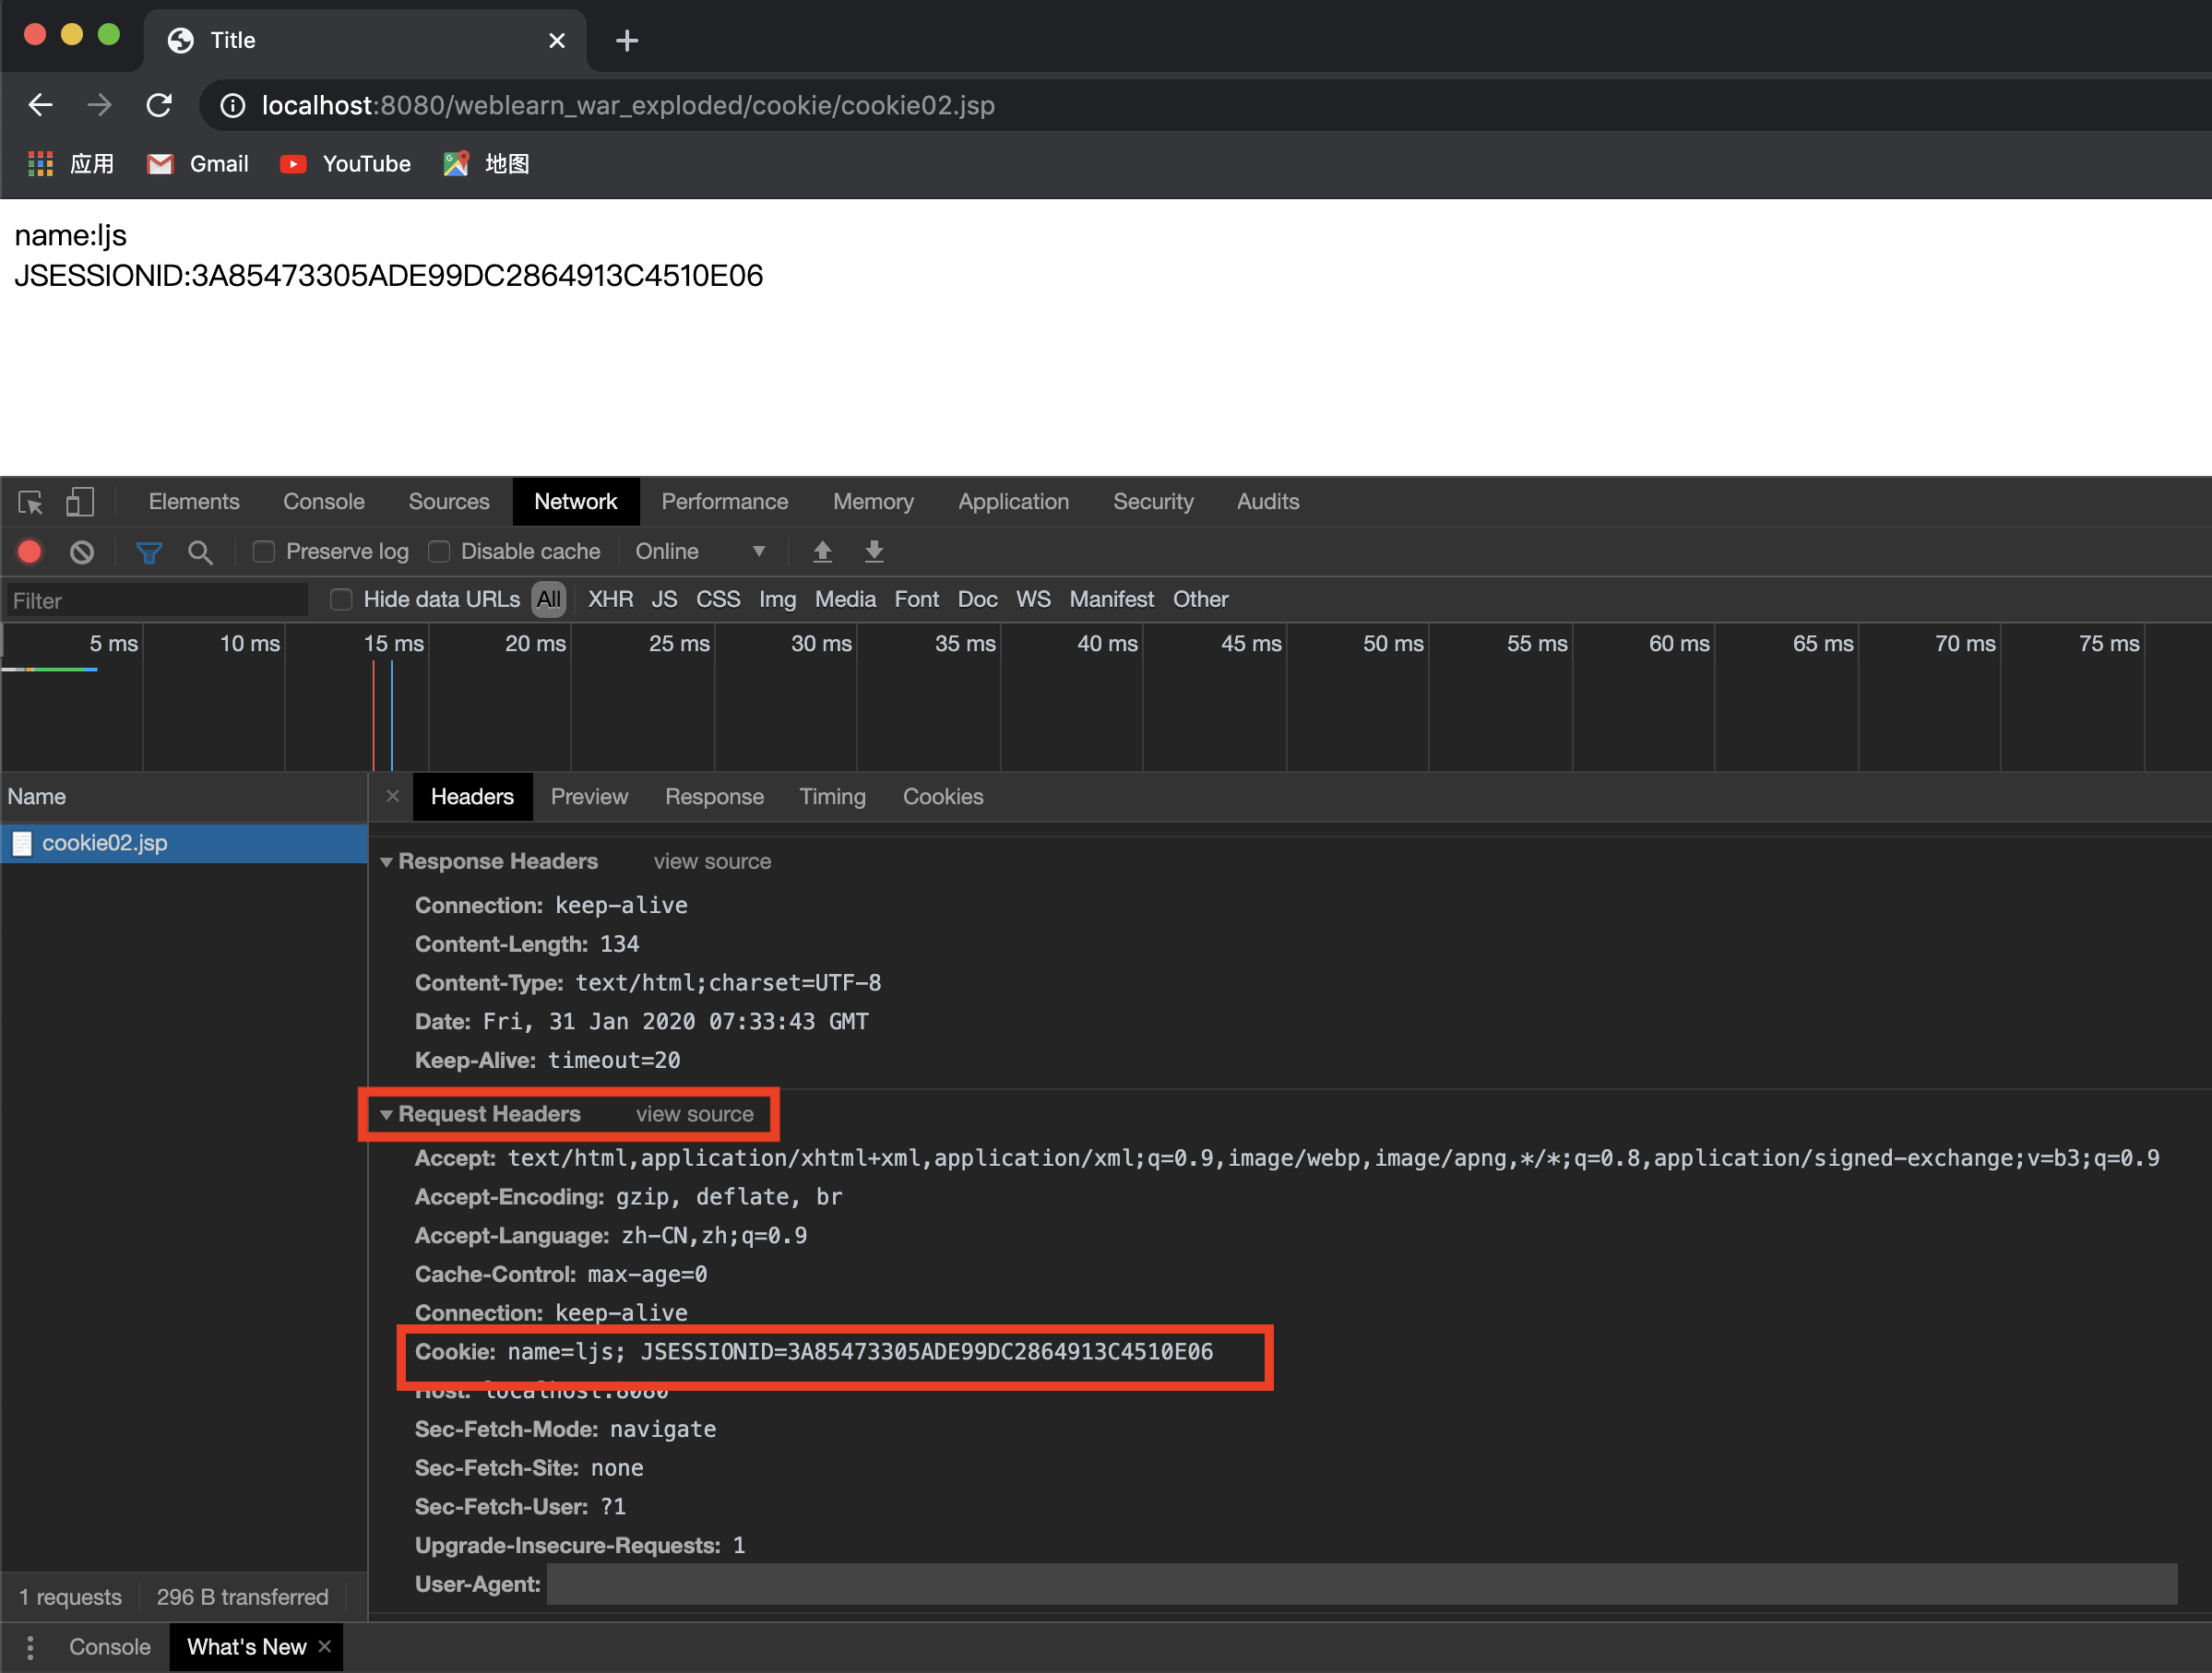 Title
localhost:8080/weblearn_war_exploded/cookie/cookie02.jsp
应用 Gmail YouTube 地图
name:ljs
JSESSIONID:3A85473305ADE99DC2864913C4510E06
Elements Console Sources Network Performance Memory Application Security Audits
Preserve log Disable cache Online
Filter Hide data URLs All XHR JS CSS Img Media Font Doc WS Manifest Other
5 ms 10 ms 15 ms 20 ms 25 ms 30 ms 35 ms 40 ms 45 ms 50 ms 55 ms 60 ms 65 ms 70 ms 75 ms
Name Headers Preview Response Timing Cookies
cookie02.jsp
Response Headers view source
Connection: keep-alive
Content-Length: 134
Content-Type: text/html;charset=UTF-8
Date: Fri, 31 Jan 2020 07:33:43 GMT
Keep-Alive: timeout=20
Request Headers view source
Accept: text/html,application/xhtml+xml,application/xml;q=0.9,image/webp,image/apng,*/*;q=0.8,application/signed-exchange;v=b3;q=0.9
Accept-Encoding: gzip, deflate, br
Accept-Language: zh-CN,zh;q=0.9
Cache-Control: max-age=0
Connection: keep-alive
Cookie: name=ljs; JSESSIONID=3A85473305ADE99DC2864913C4510E06
Host: localhost:8080
Sec-Fetch-Mode: navigate
Sec-Fetch-Site: none
Sec-Fetch-User: ?1
Upgrade-Insecure-Requests: 1
User-Agent:
1 requests 296 B transferred
Console What's New